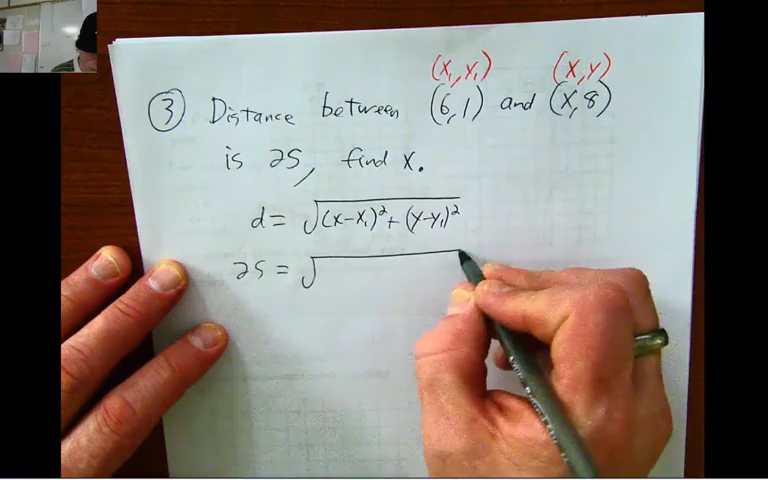 (x₁, y₁) (x, y)
③ Distance between (6, 1) and (x, 8)
is 25, find x.
d = √(x-x₁)² + (y-y₁)²
25 = √